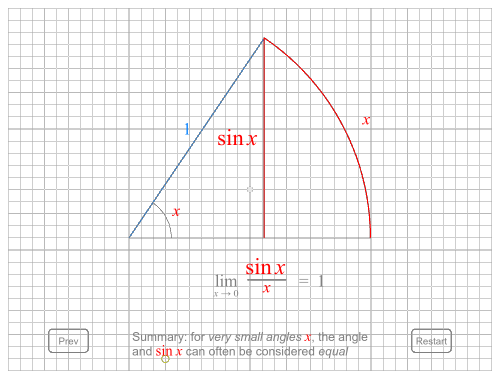 1
sin x
x
x
lim x → 0 sin x / x = 1
Prev
Summary: for very small angles x, the angle
and sin x can often be considered equal
Restart